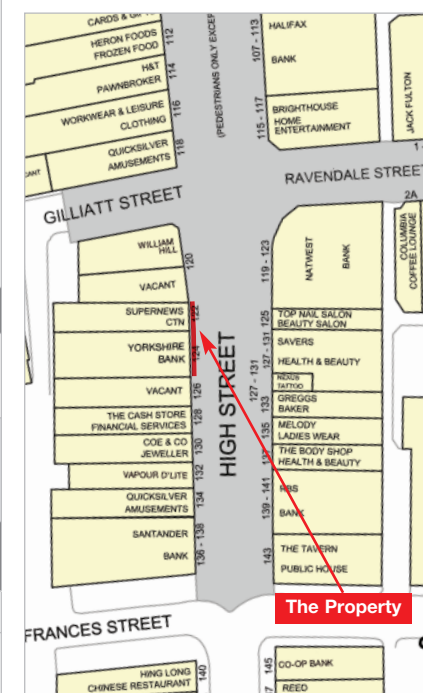 CARDS &
HERON FOODS
FROZEN FOOD
112
H&T
PAWNBROKER
114
WORKWEAR & LEISURE
CLOTHING
116
QUICKSILVER
AMUSEMENTS
118
(PEDESTRIANS ONLY EXCEP
HALIFAX
BANK
107 - 113
BRIGHTHOUSE
HOME
ENTERTAINMENT
115 - 117
JACK FULTON
GILLIATT STREET
RAVENDALE STREET
1 -
2A
COLUMBIA
COFFEE LOUNGE
WILLIAM
HILL
120
VACANT
SUPERNEWS
CTN
122
YORKSHIRE
BANK
124
VACANT
126
THE CASH STORE
FINANCIAL SERVICES
128
COE & CO
JEWELLER
130
VAPOUR D'LITE
132
QUICKSILVER
AMUSEMENTS
134
SANTANDER
BANK
136 - 138
HIGH STREET
NATWEST
BANK
119 - 123
TOP NAIL SALON
BEAUTY SALON
125
SAVERS
HEALTH & BEAUTY
127 - 131
NEXUS
TATTOO
127 - 131
GREGGS
BAKER
133
MELODY
LADIES WEAR
135
THE BODY SHOP
HEALTH & BEAUTY
RBS
BANK
139 - 141
THE TAVERN
PUBLIC HOUSE
143
The Property
FRANCES STREET
HING LONG
CHINESE RESTAURANT
140
CO-OP BANK
145
REED